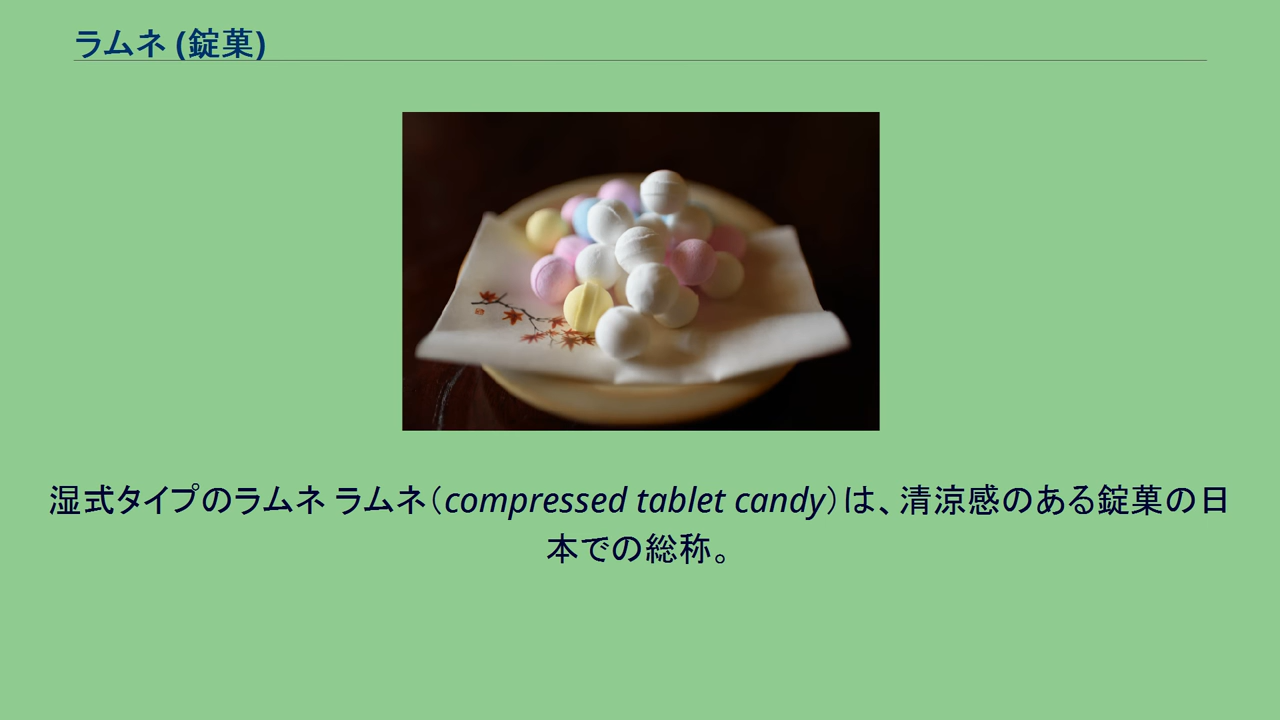 ラムネ (錠菓)
湿式タイプのラムネ ラムネ（compressed tablet candy）は、清涼感のある錠菓の日
本での総称。